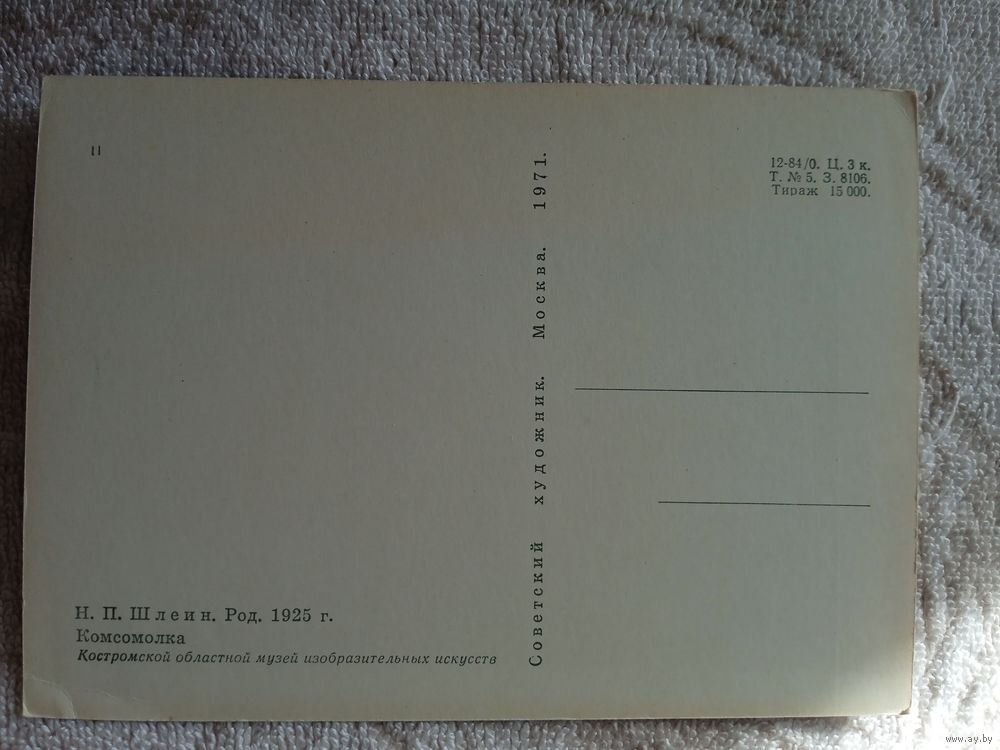 11
12-84/0. Ц. 3 к.
Т. № 5. З. 8106.
Тираж 15 000.
Советский художник. Москва. 1971.
Н. П. Шлеин. Род. 1925 г.
Комсомолка
Костромской областной музей изобразительных искусств
www.ay.by